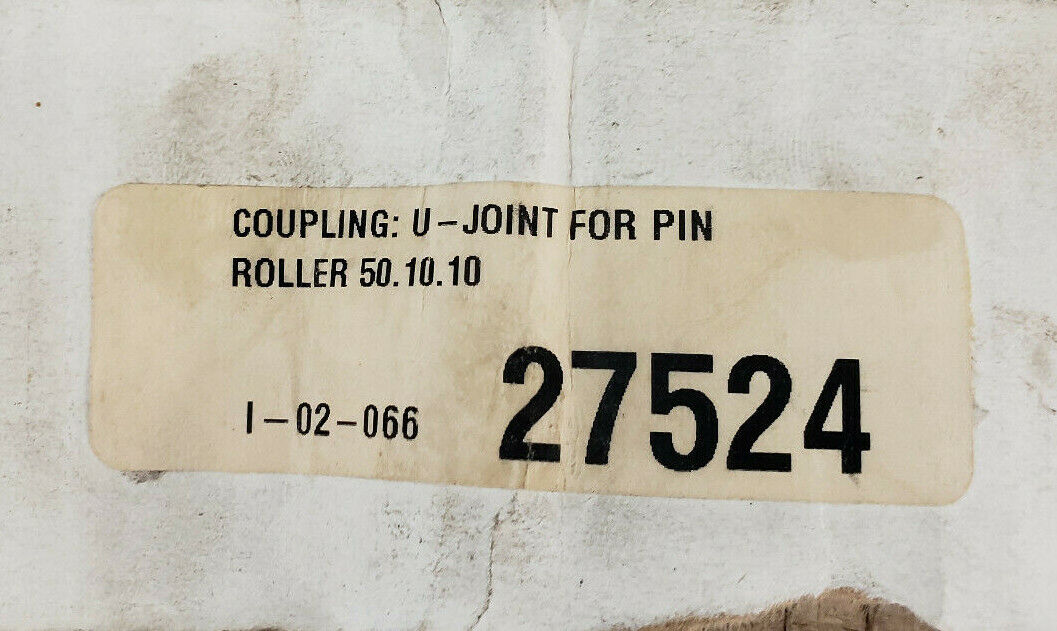 COUPLING: U-JOINT FOR PIN
ROLLER 50.10.10
I-02-066
27524